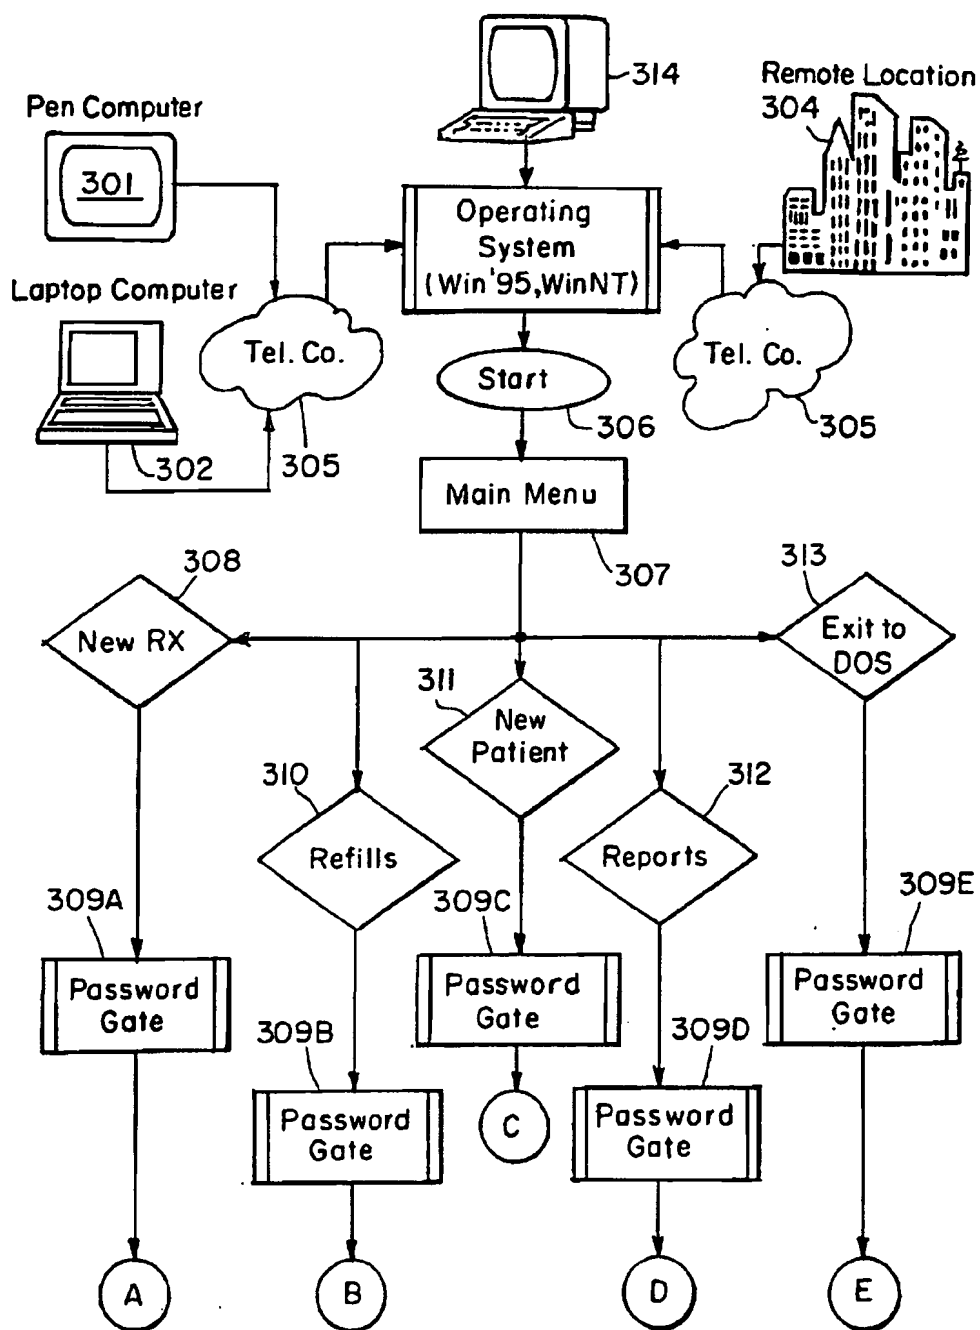 314
Remote Location
304
Pen Computer
301
Operating
System
(Win'95,WinNT)
Laptop Computer
Tel. Co.
Tel. Co.
Start
306
305
305
302
Main Menu
307
308
313
New RX
Exit to
DOS
311
New
Patient
310
312
Refills
Reports
309A
309C
309E
Password
Gate
Password
Gate
Password
Gate
309B
309D
Password
Gate
C
Password
Gate
A
B
D
E